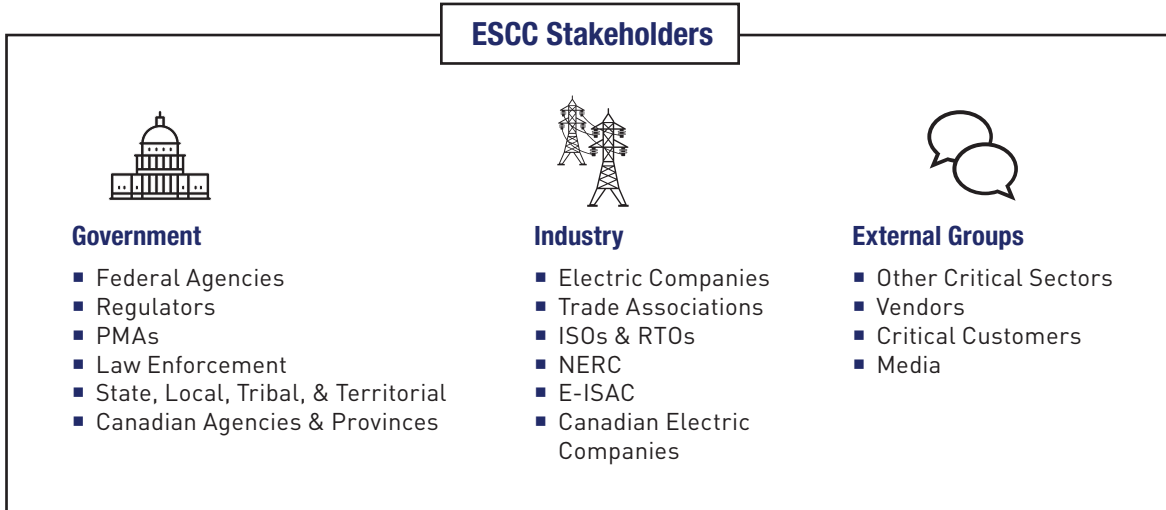 ESCC Stakeholders
Government
■ Federal Agencies
■ Regulators
■ PMAs
■ Law Enforcement
■ State, Local, Tribal, & Territorial
■ Canadian Agencies & Provinces
Industry
■ Electric Companies
■ Trade Associations
■ ISOs & RTOs
■ NERC
■ E-ISAC
■ Canadian Electric
Companies
External Groups
■ Other Critical Sectors
■ Vendors
■ Critical Customers
■ Media